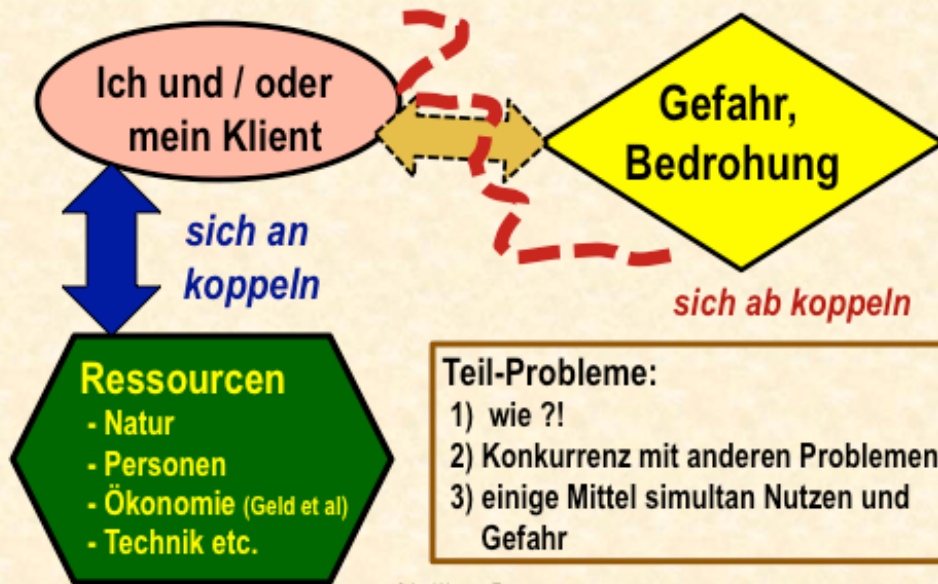 Ich und / oder
mein Klient
Gefahr,
Bedrohung
sich an
koppeln
sich ab koppeln
Ressourcen
- Natur
- Personen
- Ökonomie (Geld et al)
- Technik etc.
Teil-Probleme:
1) wie ?!
2) Konkurrenz mit anderen Problemen
3) einige Mittel simultan Nutzen und
Gefahr